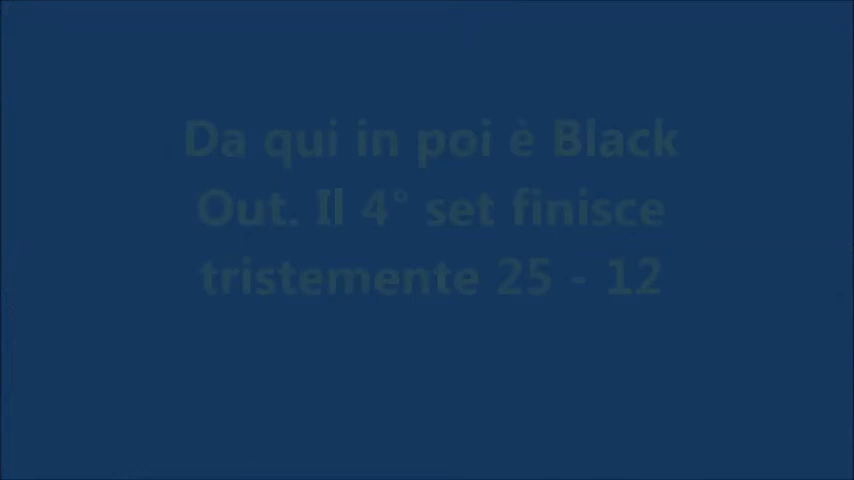 Da qui in poi è Black
Out. Il 4° set finisce
tristemente 25 - 12